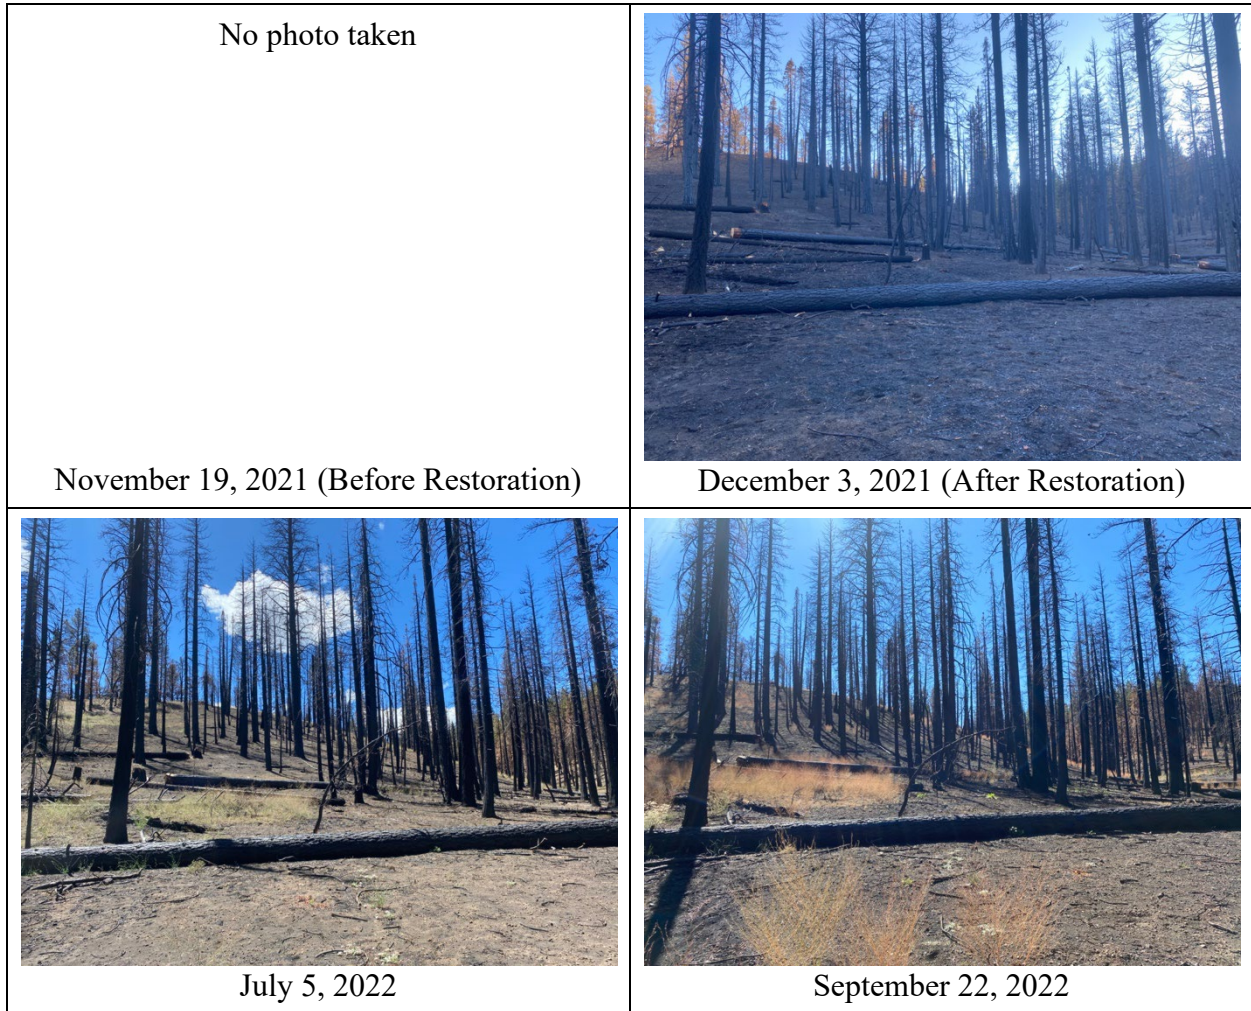 No photo taken
November 19, 2021 (Before Restoration)
December 3, 2021 (After Restoration)
July 5, 2022
September 22, 2022